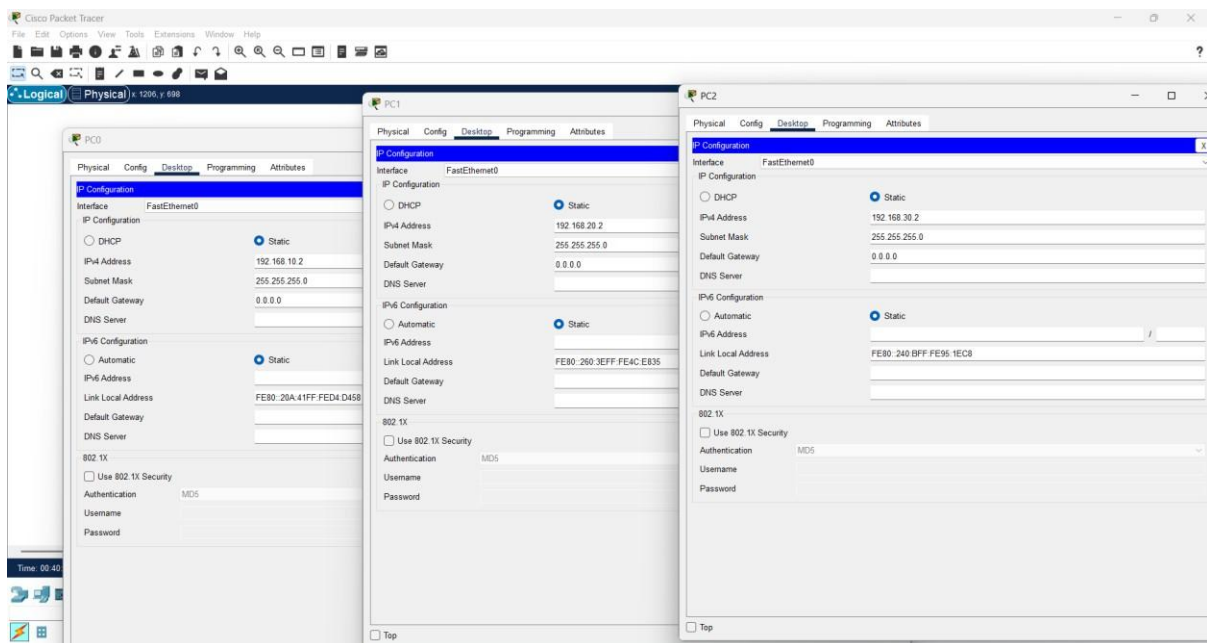 Cisco Packet Tracer
File Edit Options View Tools Extensions Window Help
?
Logical Physical x: 1206, y: 698
PC0
Physical Config Desktop Programming Attributes
IP Configuration
Interface FastEthernet0
IP Configuration
DHCP Static
IPv4 Address 192.168.10.2
Subnet Mask 255.255.255.0
Default Gateway 0.0.0.0
DNS Server
IPv6 Configuration
Automatic Static
IPv6 Address
Link Local Address FE80::20A:41FF:FED4:D458
Default Gateway
DNS Server
802.1X
Use 802.1X Security
Authentication MD5
Username
Password
Time: 00:40:
PC1
Physical Config Desktop Programming Attributes
IP Configuration
Interface FastEthernet0
IP Configuration
DHCP Static
IPv4 Address 192.168.20.2
Subnet Mask 255.255.255.0
Default Gateway 0.0.0.0
DNS Server
IPv6 Configuration
Automatic Static
IPv6 Address
Link Local Address FE80::260:3EFF:FE4C:E835
Default Gateway
DNS Server
802.1X
Use 802.1X Security
Authentication MD5
Username
Password
Top
PC2
Physical Config Desktop Programming Attributes
IP Configuration X
Interface FastEthernet0
IP Configuration
DHCP Static
IPv4 Address 192.168.30.2
Subnet Mask 255.255.255.0
Default Gateway 0.0.0.0
DNS Server
IPv6 Configuration
Automatic Static
IPv6 Address /
Link Local Address FE80::240:BFF:FE95:1EC8
Default Gateway
DNS Server
802.1X
Use 802.1X Security
Authentication MD5
Username
Password
Top